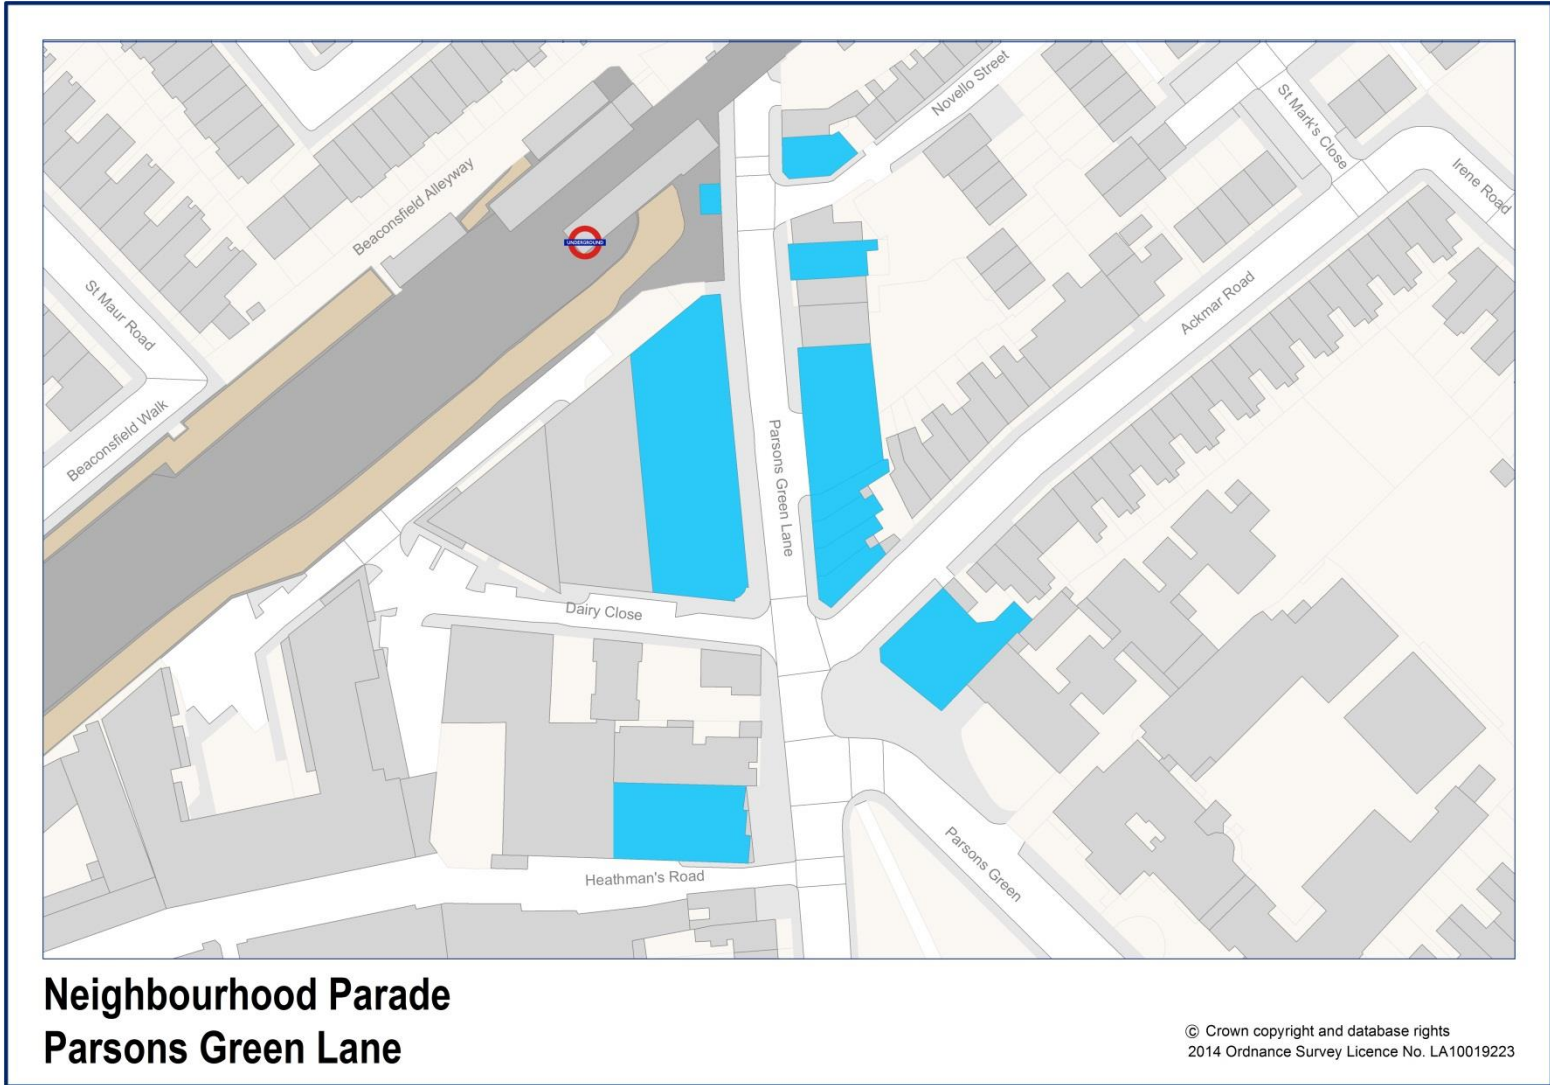 Novello Street
St Mark's Close
Irene Road
Beaconsfield Alleyway
UNDERGROUND
St Maur Road
Ackmar Road
Beaconsfield Walk
Parsons Green Lane
Dairy Close
Parsons Green
Heathman's Road
Neighbourhood Parade
Parsons Green Lane
© Crown copyright and database rights
2014 Ordnance Survey Licence No. LA10019223